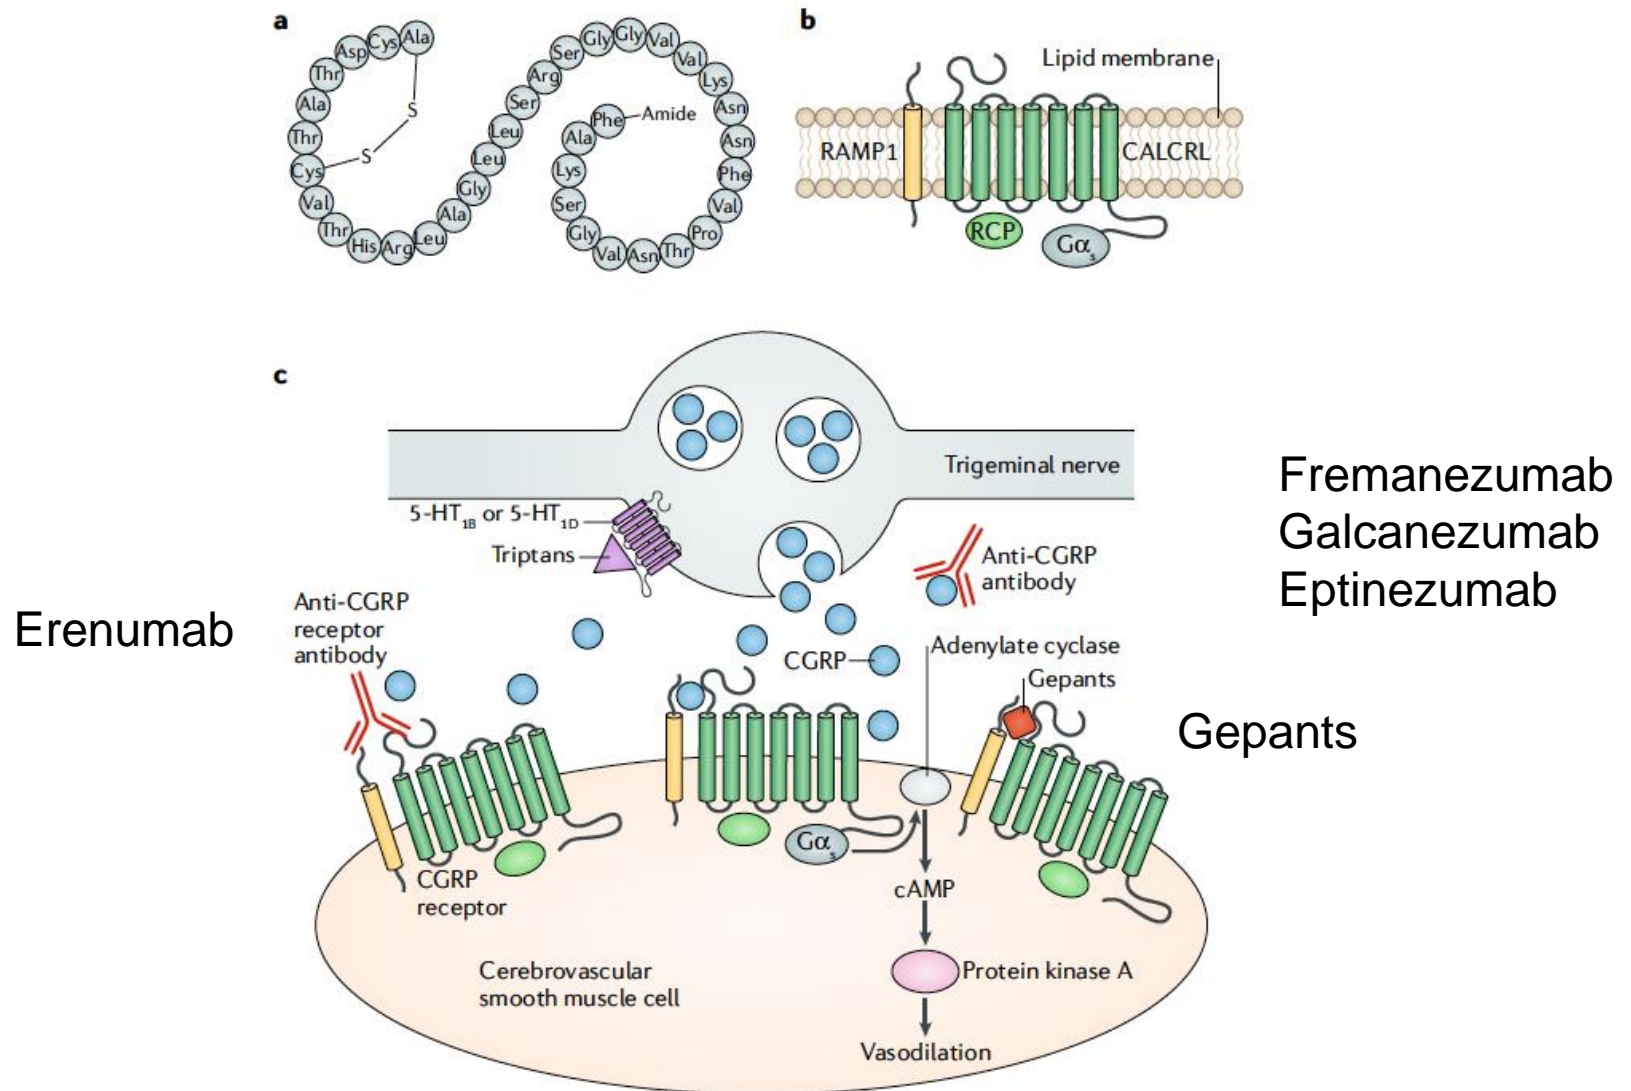 a
Ala Cys Asp Thr Ala Thr Cys Val Thr His Arg Leu Ala Gly Leu Leu Ser Arg Ser Gly Gly Val Val Lys Asn Asn Phe Val Pro Thr Asn Val Gly Ser Lys Ala Phe
S
S
Amide
b
Lipid membrane
RAMP1
CALCRL
RCP
Gαs
c
Trigeminal nerve
5-HT1B or 5-HT1D
Triptans
Anti-CGRP
antibody
Fremanezumab
Galcanezumab
Eptinezumab
Erenumab
Anti-CGRP
receptor
antibody
CGRP
Adenylate cyclase
Gepants
Gepants
Gαs
CGRP
receptor
cAMP
Cerebrovascular
smooth muscle cell
Protein kinase A
Vasodilation